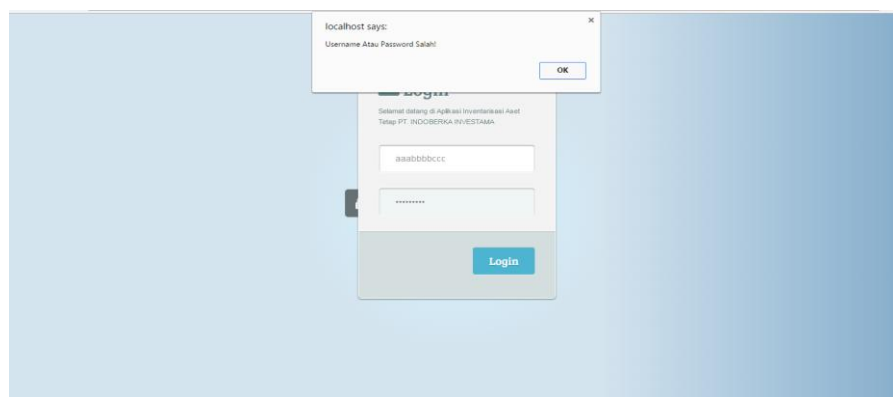 localhost says:
Username Atau Password Salah!
OK
Login
Selamat datang di Aplikasi Inventarisasi Aset
Tetap PT. INDOBERKA INVESTAMA
aaabbbbccc
•••••••••
Login